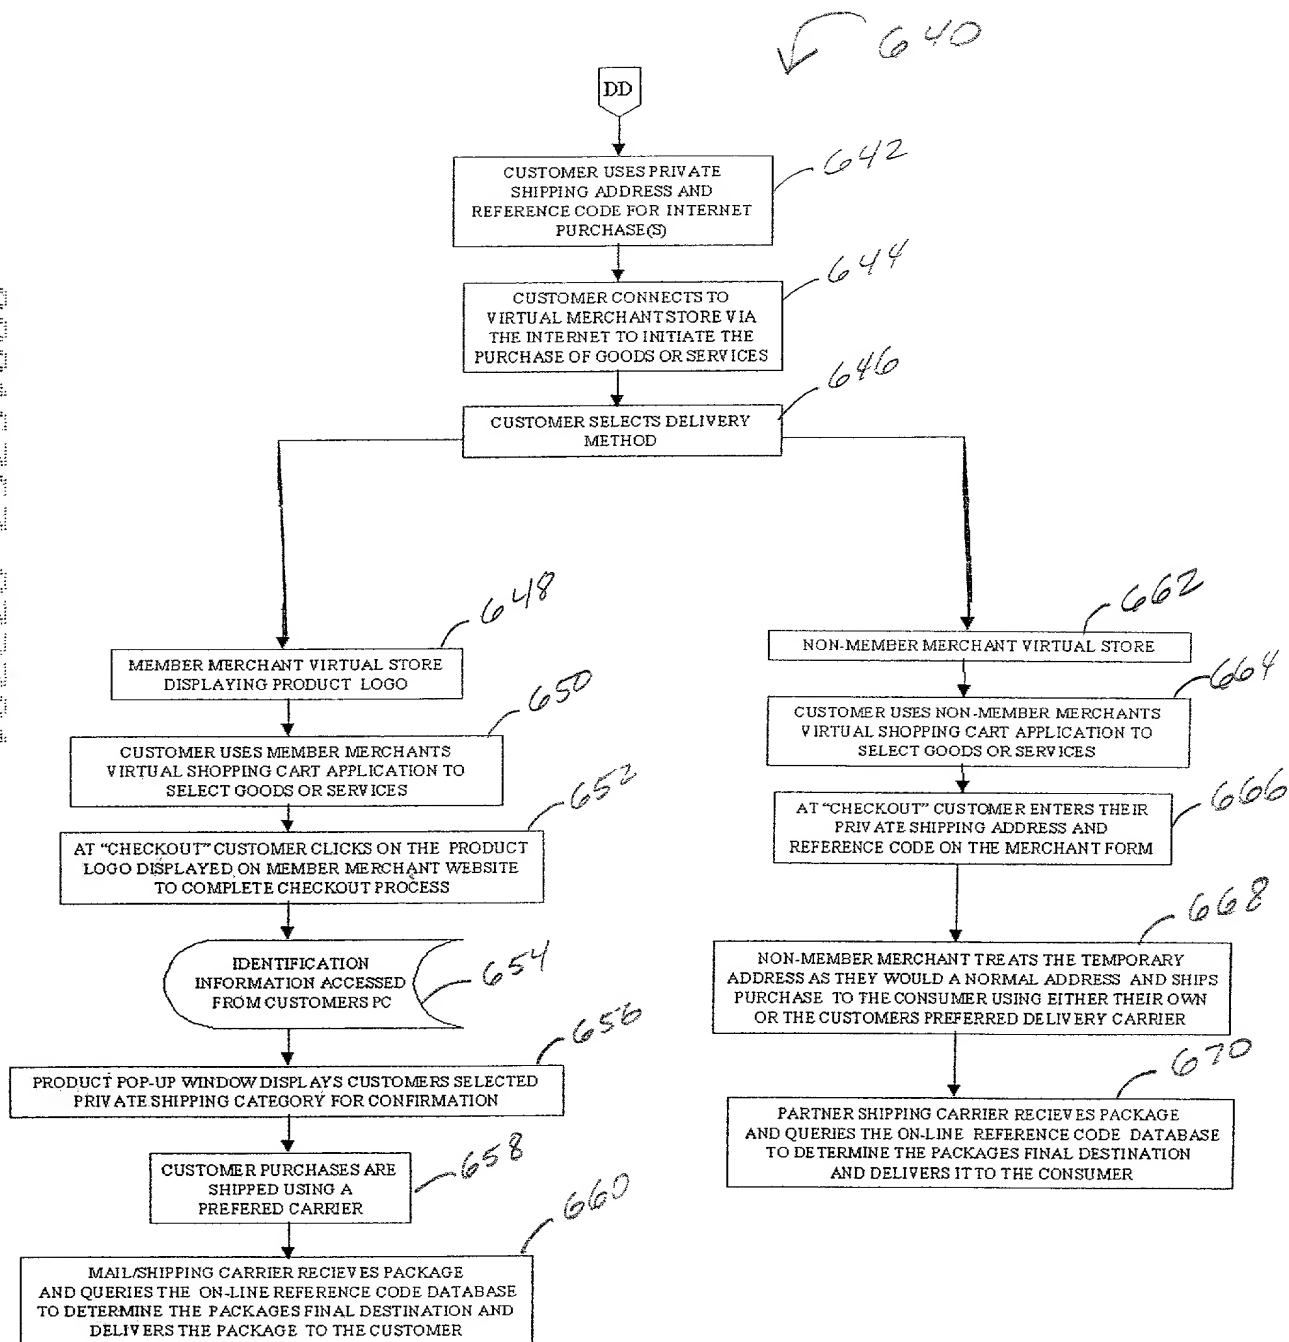 640
DD
CUSTOMER USES PRIVATE
SHIPPING ADDRESS AND
REFERENCE CODE FOR INTERNET
PURCHASE(S)
642
CUSTOMER CONNECTS TO
VIRTUAL MERCHANT STORE VIA
THE INTERNET TO INITIATE THE
PURCHASE OF GOODS OR SERVICES
644
CUSTOMER SELECTS DELIVERY
METHOD
646
MEMBER MERCHANT VIRTUAL STORE
DISPLAYING PRODUCT LOGO
648
CUSTOMER USES MEMBER MERCHANTS
VIRTUAL SHOPPING CART APPLICATION TO
SELECT GOODS OR SERVICES
650
AT "CHECKOUT" CUSTOMER CLICKS ON THE PRODUCT
LOGO DISPLAYED ON MEMBER MERCHANT WEBSITE
TO COMPLETE CHECKOUT PROCESS
652
IDENTIFICATION
INFORMATION ACCESSED
FROM CUSTOMERS PC
654
PRODUCT POP-UP WINDOW DISPLAYS CUSTOMERS SELECTED
PRIVATE SHIPPING CATEGORY FOR CONFIRMATION
656
CUSTOMER PURCHASES ARE
SHIPPED USING A
PREFERED CARRIER
658
MAIL/SHIPPING CARRIER RECIEVES PACKAGE
AND QUERIES THE ON-LINE REFERENCE CODE DATABASE
TO DETERMINE THE PACKAGES FINAL DESTINATION AND
DELIVERS THE PACKAGE TO THE CUSTOMER
660
NON-MEMBER MERCHANT VIRTUAL STORE
662
CUSTOMER USES NON-MEMBER MERCHANTS
VIRTUAL SHOPPING CART APPLICATION TO
SELECT GOODS OR SERVICES
664
AT "CHECKOUT" CUSTOMER ENTERS THEIR
PRIVATE SHIPPING ADDRESS AND
REFERENCE CODE ON THE MERCHANT FORM
666
NON-MEMBER MERCHANT TREATS THE TEMPORARY
ADDRESS AS THEY WOULD A NORMAL ADDRESS AND SHIPS
PURCHASE TO THE CONSUMER USING EITHER THEIR OWN
OR THE CUSTOMERS PREFERRED DELIVERY CARRIER
668
PARTNER SHIPPING CARRIER RECIEVES PACKAGE
AND QUERIES THE ON-LINE REFERENCE CODE DATABASE
TO DETERMINE THE PACKAGES FINAL DESTINATION
AND DELIVERS IT TO THE CONSUMER
670